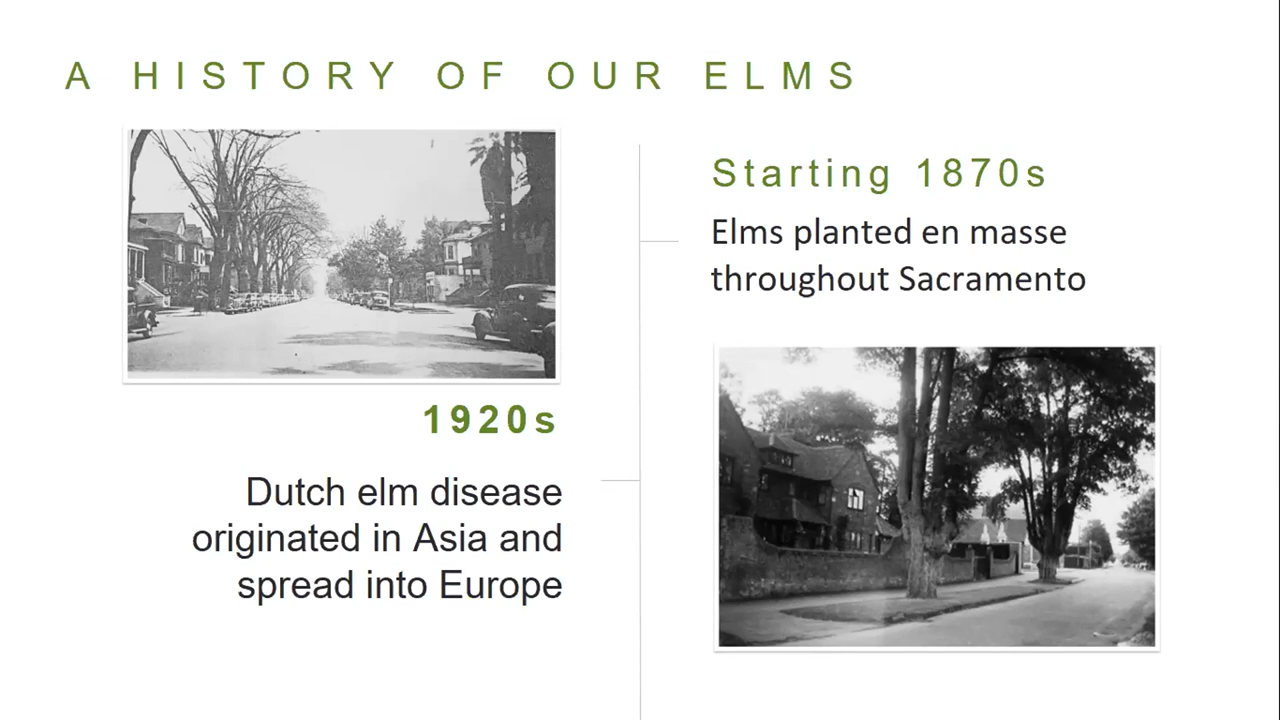 A HISTORY OF OUR ELMS
Starting 1870s
Elms planted en masse
throughout Sacramento
1920s
Dutch elm disease
originated in Asia and
spread into Europe